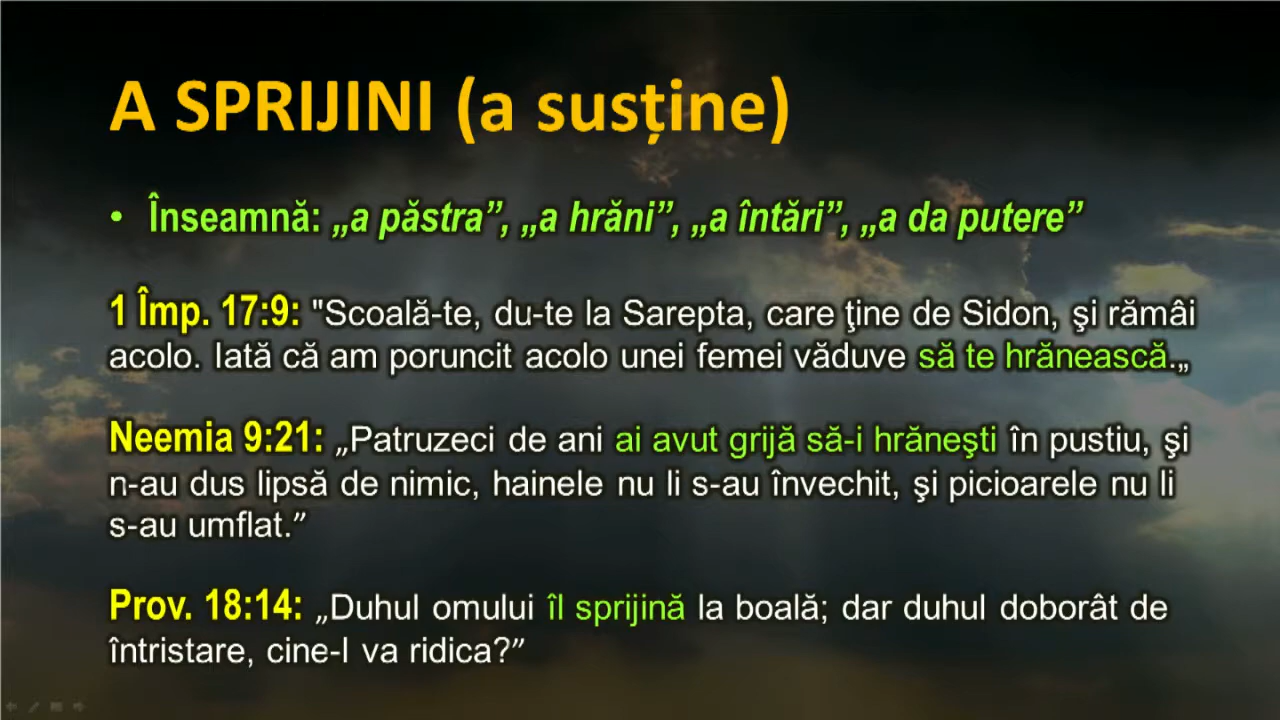 A SPRIJINI (a susține)
• Înseamnă: „a păstra”, „a hrăni”, „a întări”, „a da putere”
1 Împ. 17:9: "Scoală-te, du-te la Sarepta, care ţine de Sidon, şi rămâi
acolo. Iată că am poruncit acolo unei femei văduve să te hrănească.„
Neemia 9:21: „Patruzeci de ani ai avut grijă să-i hrăneşti în pustiu, şi
n-au dus lipsă de nimic, hainele nu li s-au învechit, şi picioarele nu li
s-au umflat.”
Prov. 18:14: „Duhul omului îl sprijină la boală; dar duhul doborât de
întristare, cine-l va ridica?”